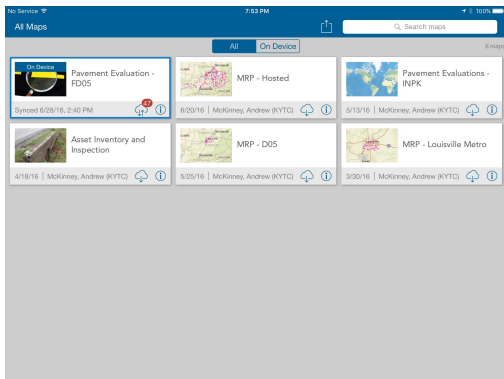 No Service 7:53 PM 100%
All Maps Search maps
All On Device 6 maps
On Device
Pavement Evaluation -
FD05
Synced 6/28/16, 2:40 PM 47
MRP - Hosted
6/20/16 | McKinney, Andrew (KYTC)
Pavement Evaluations -
INPK
5/13/16 | McKinney, Andrew (KYTC)
Asset Inventory and
Inspection
4/18/16 | McKinney, Andrew (KYTC)
MRP - D05
5/25/16 | McKinney, Andrew (KYTC)
MRP - Louisville Metro
3/30/16 | McKinney, Andrew (KYTC)